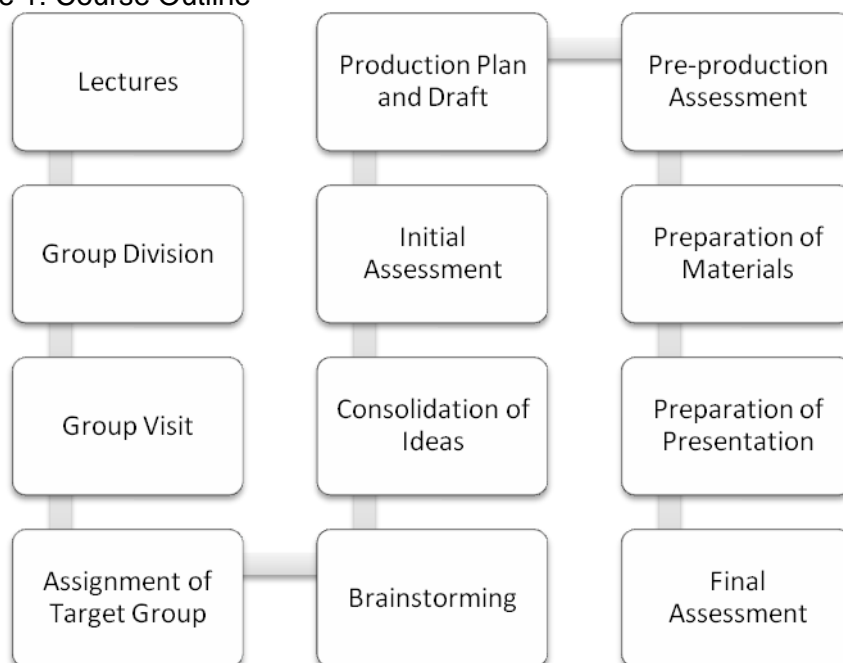 e 1: Course Outline
Lectures
Group Division
Group Visit
Assignment of
Target Group
Brainstorming
Consolidation of
Ideas
Initial
Assessment
Production Plan
and Draft
Pre-production
Assessment
Preparation of
Materials
Preparation of
Presentation
Final
Assessment